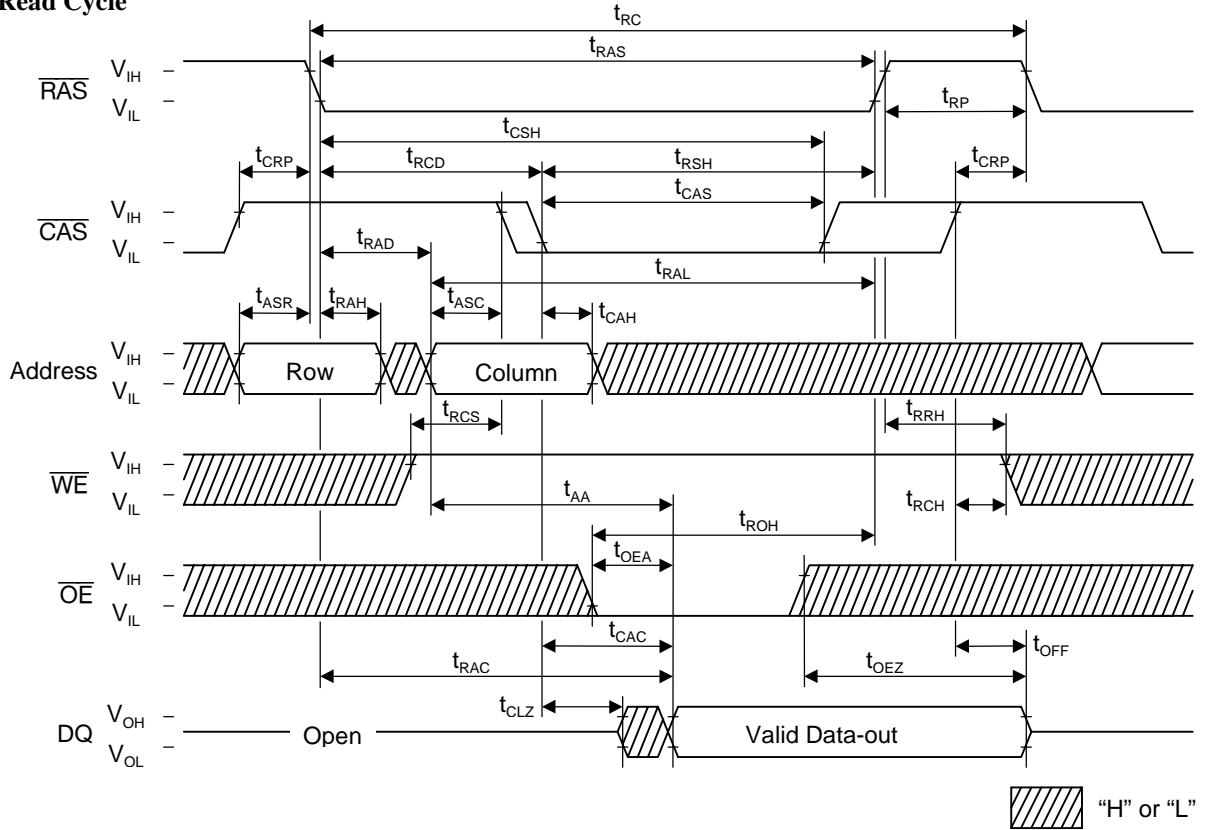 Read Cycle
tRC
tRAS
RAS
VIH
VIL
tRP
tCSH
tCRP
tRCD
tRSH
tCRP
tCAS
CAS
VIH
VIL
tRAD
tRAL
tASR
tRAH
tASC
tCAH
Address
VIH
VIL
Row
Column
tRCS
tRRH
WE
VIH
VIL
tAA
tRCH
tROH
tOEA
OE
VIH
VIL
tCAC
tOFF
tRAC
tOEZ
tCLZ
DQ
VOH
VOL
Open
Valid Data-out
“H” or “L”